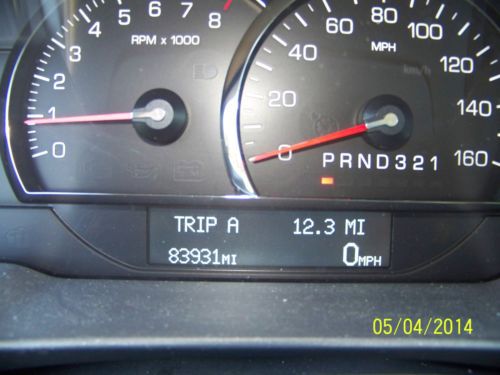 1 2 3 4 5 6 7 8
RPM x 1000
0
0 20 40 60 80 100 120 140 160
MPH
km/h
PRND321
TRIP A 12.3 MI
83931MI 0MPH
05/04/2014